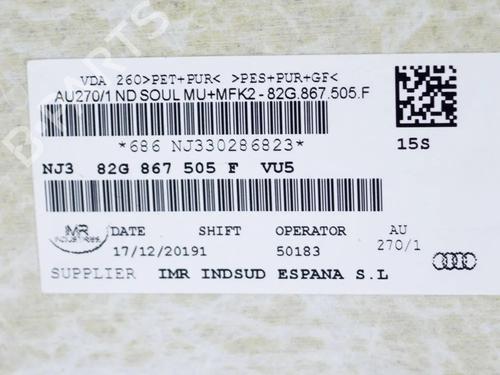 VDA 260>PET+PUR< >PES+PUR+GF<
AU270/1 ND SOUL MU+MFK2 - 82G.867.505.F
*686 NJ330286823*
15S
NJ3 82G 867 505 F VU5
IMR INDUSTRIES
DATE SHIFT OPERATOR AU
17/12/20191 50183 270/1
SUPPLIER IMR INDSUD ESPANA S.L
B-PARTS